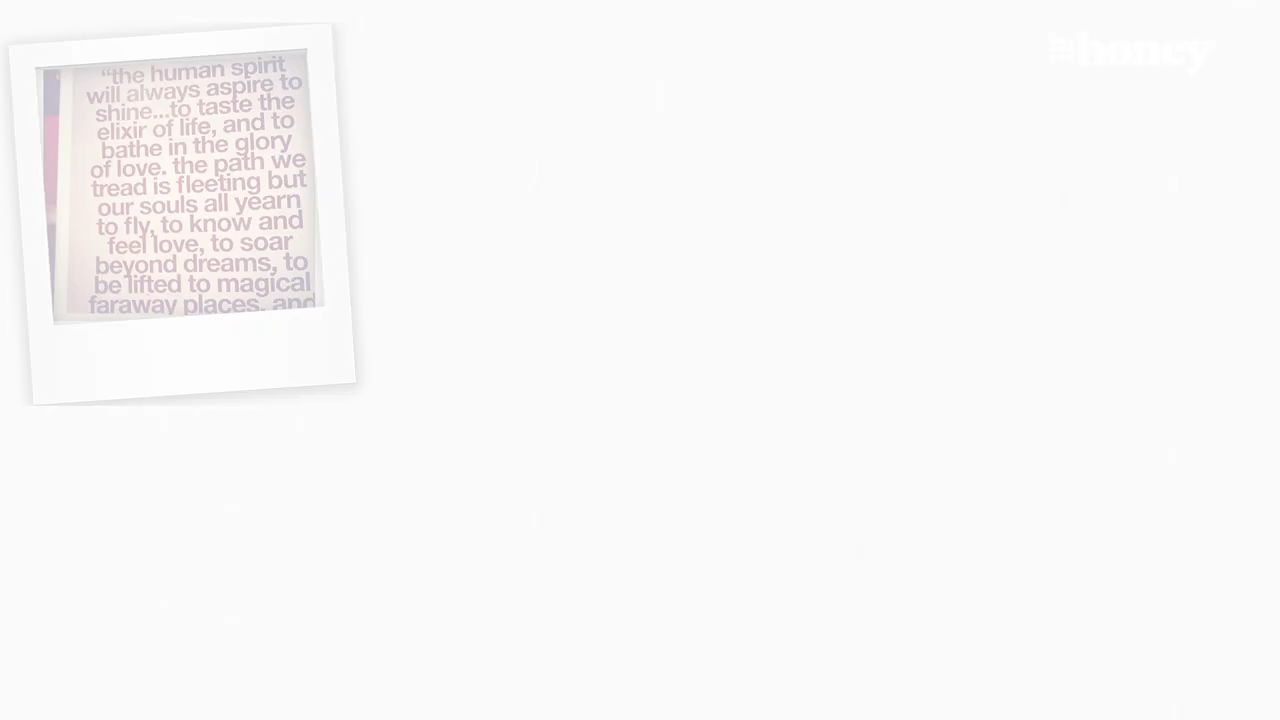 “the human spirit
will always aspire to
shine...to taste the
elixir of life, and to
bathe in the glory
of love. the path we
tread is fleeting but
our souls all yearn
to fly, to know and
feel love, to soar
beyond dreams, to
be lifted to magical
faraway places, and
honey